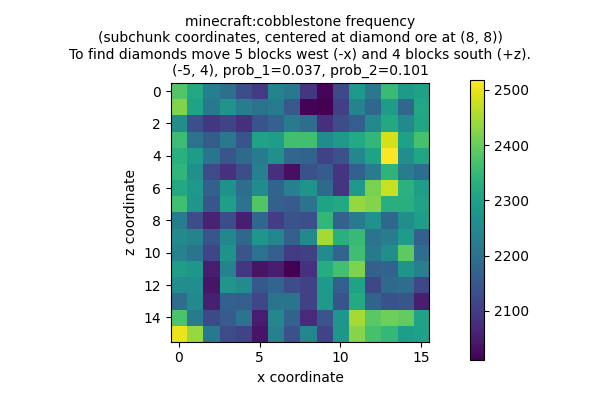 minecraft:cobblestone frequency
(subchunk coordinates, centered at diamond ore at (8, 8))
To find diamonds move 5 blocks west (-x) and 4 blocks south (+z).
(-5, 4), prob_1=0.037, prob_2=0.101
0
2
4
6
8
10
12
14
z coordinate
0
5
10
15
x coordinate
2500
2400
2300
2200
2100